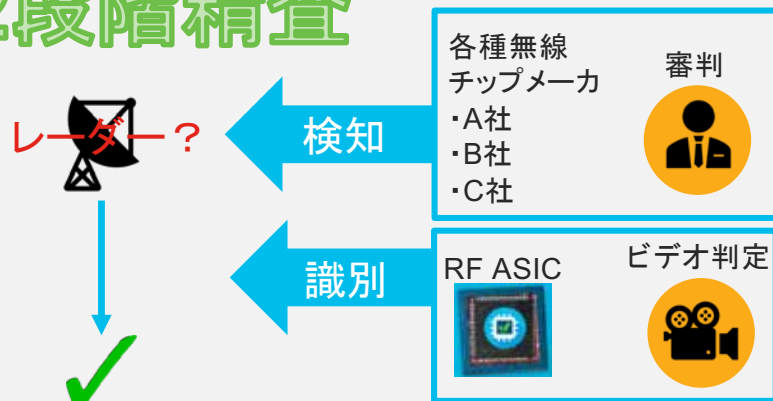 段階精査
レーダー？
検知
各種無線
チップメーカ
・A社
・B社
・C社
審判
識別
RF ASIC
ビデオ判定